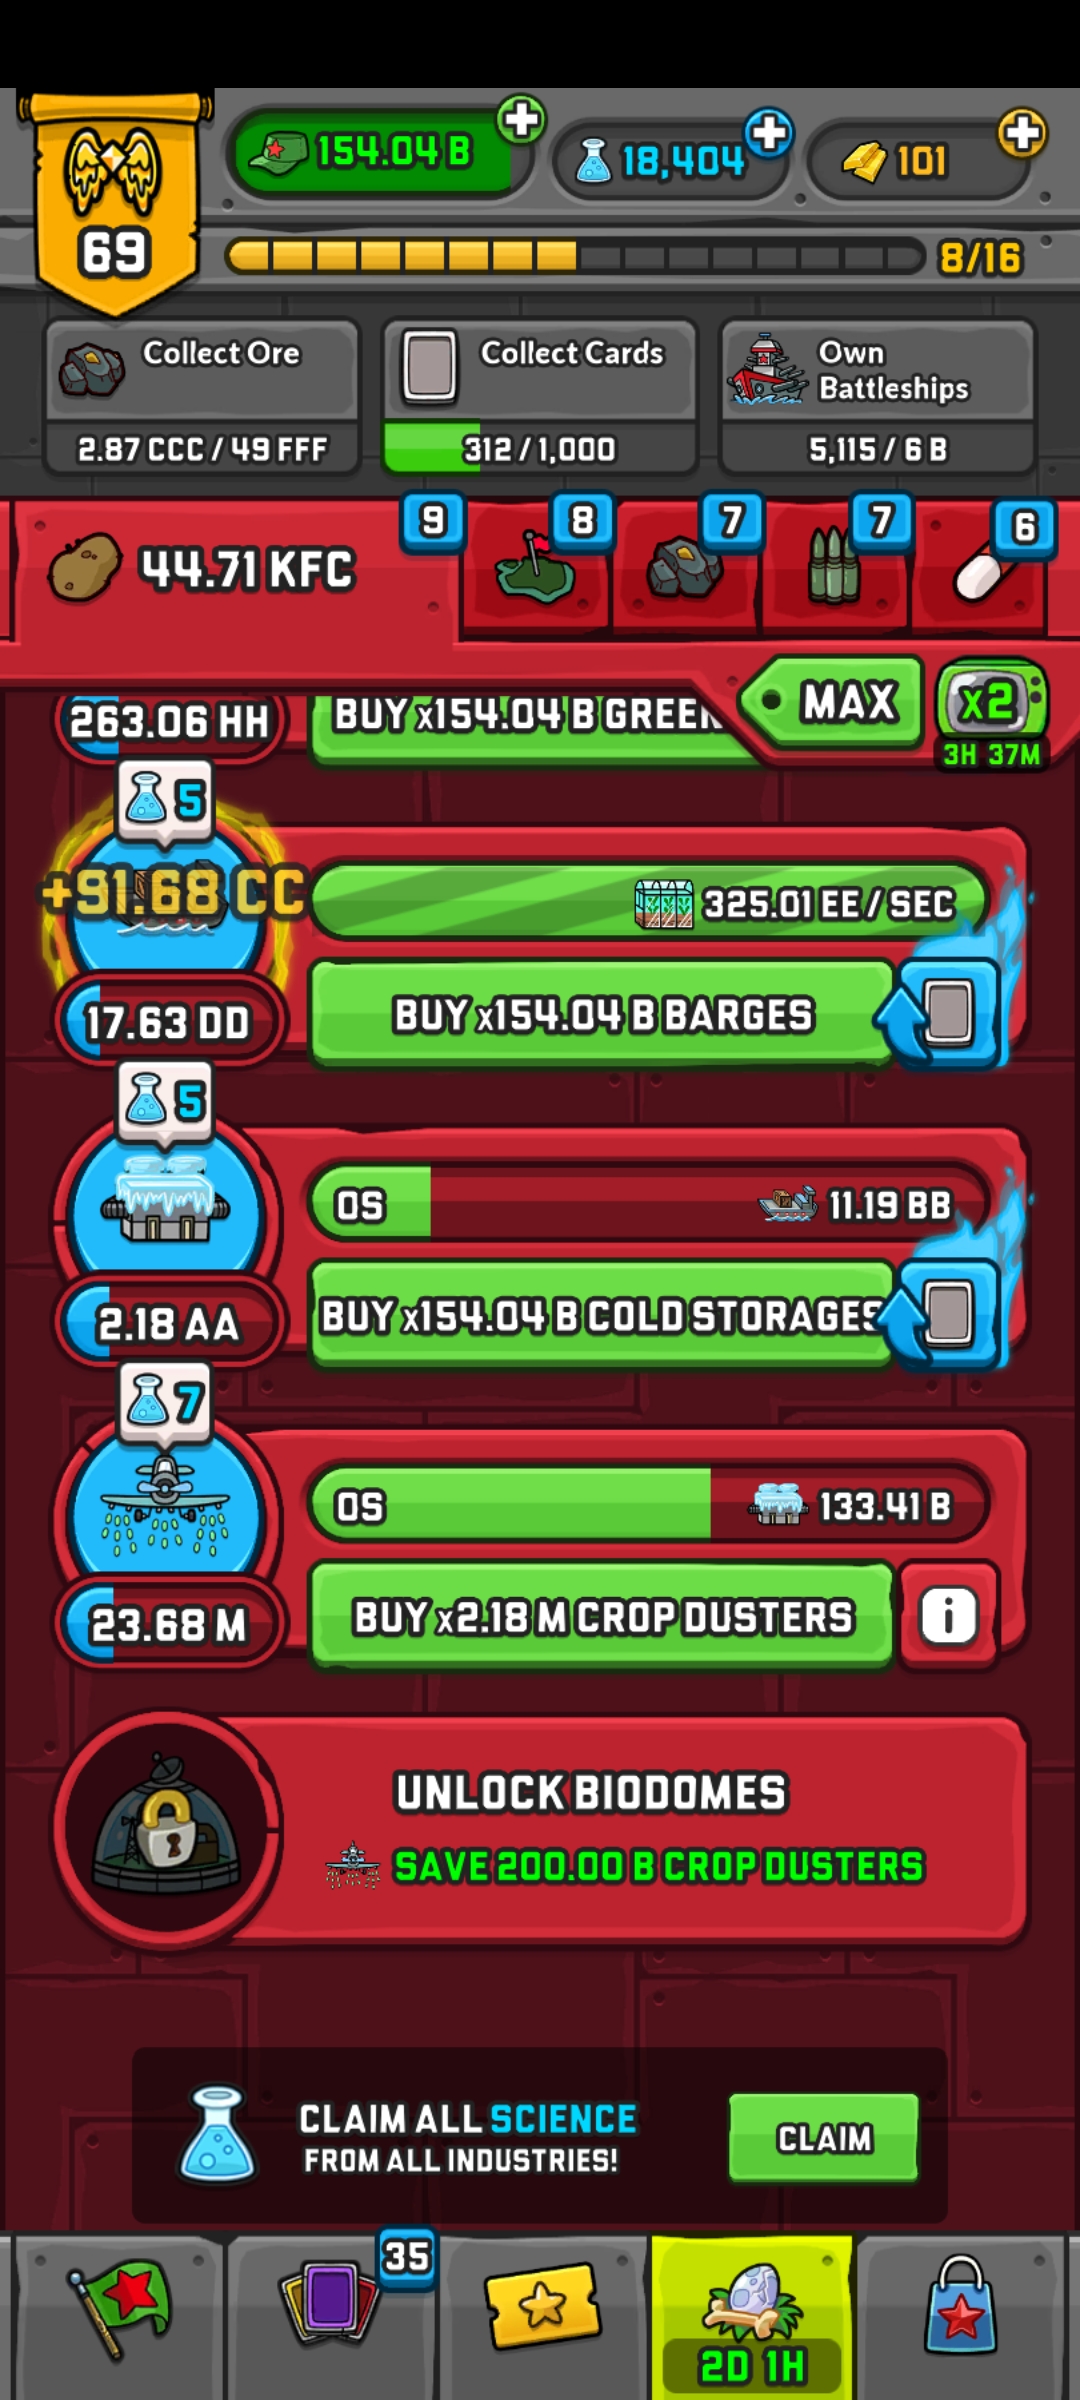 154.04 B
18,404
101
69
8/16
Collect Ore
2.87 CCC / 49 FFF
Collect Cards
312 / 1,000
Own
Battleships
5,115 / 6 B
44.71 KFC
9
8
7
7
6
MAX
x2
3H 37M
263.06 HH
BUY x154.04 B GREEN
5
+91.68 CC
325.01 EE / SEC
17.63 DD
BUY x154.04 B BARGES
5
0S
11.19 BB
2.18 AA
BUY x154.04 B COLD STORAGES
7
0S
133.41 B
23.68 M
BUY x2.18 M CROP DUSTERS
i
UNLOCK BIODOMES
SAVE 200.00 B CROP DUSTERS
CLAIM ALL SCIENCE
FROM ALL INDUSTRIES!
CLAIM
35
2D 1H